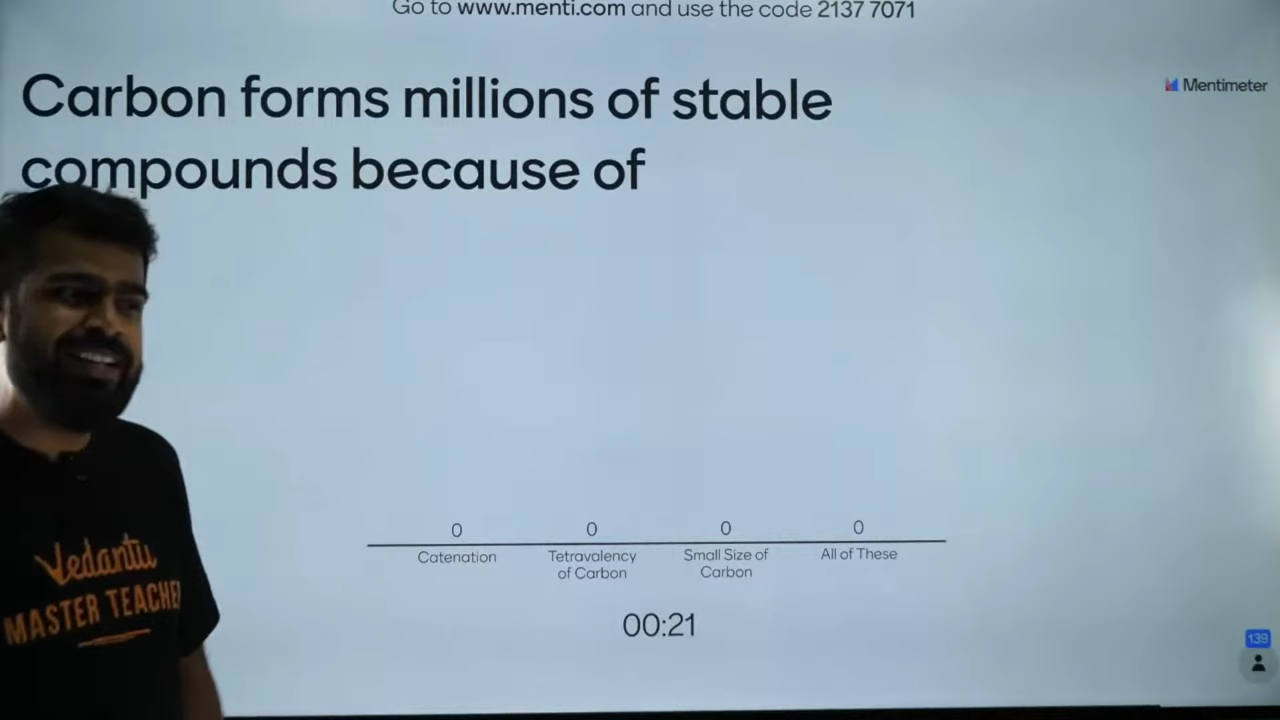 Go to www.menti.com and use the code 2137 7071
Mentimeter
Carbon forms millions of stable
compounds because of
0
0
0
0
Catenation
Tetravalency
of Carbon
Small Size of
Carbon
All of These
00:21
139
Vedantu
MASTER TEACHER